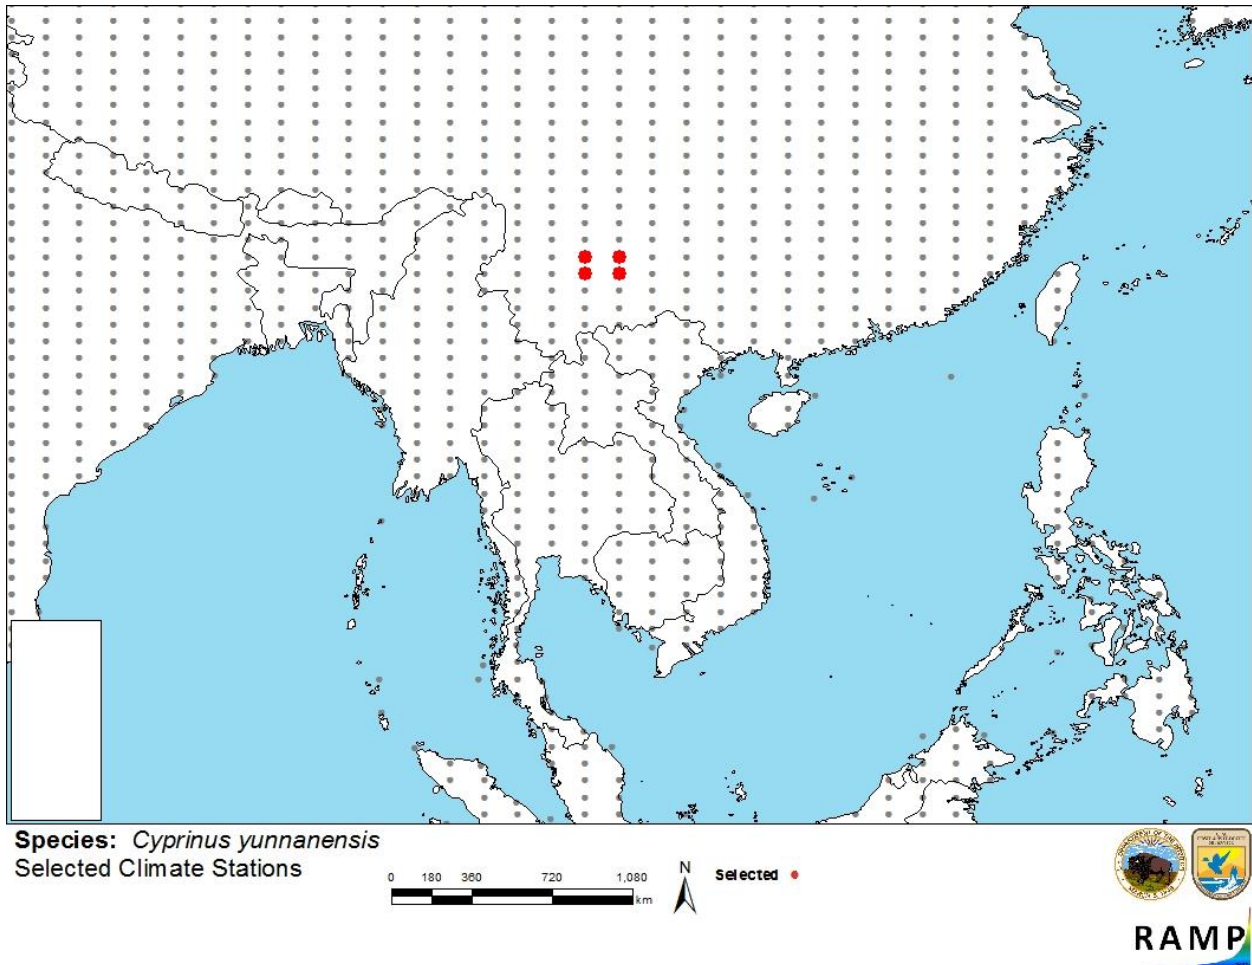 Species: Cyprinus yunnanensis
Selected Climate Stations
0 180 360 720 1,080
km
N
Selected
RAMP